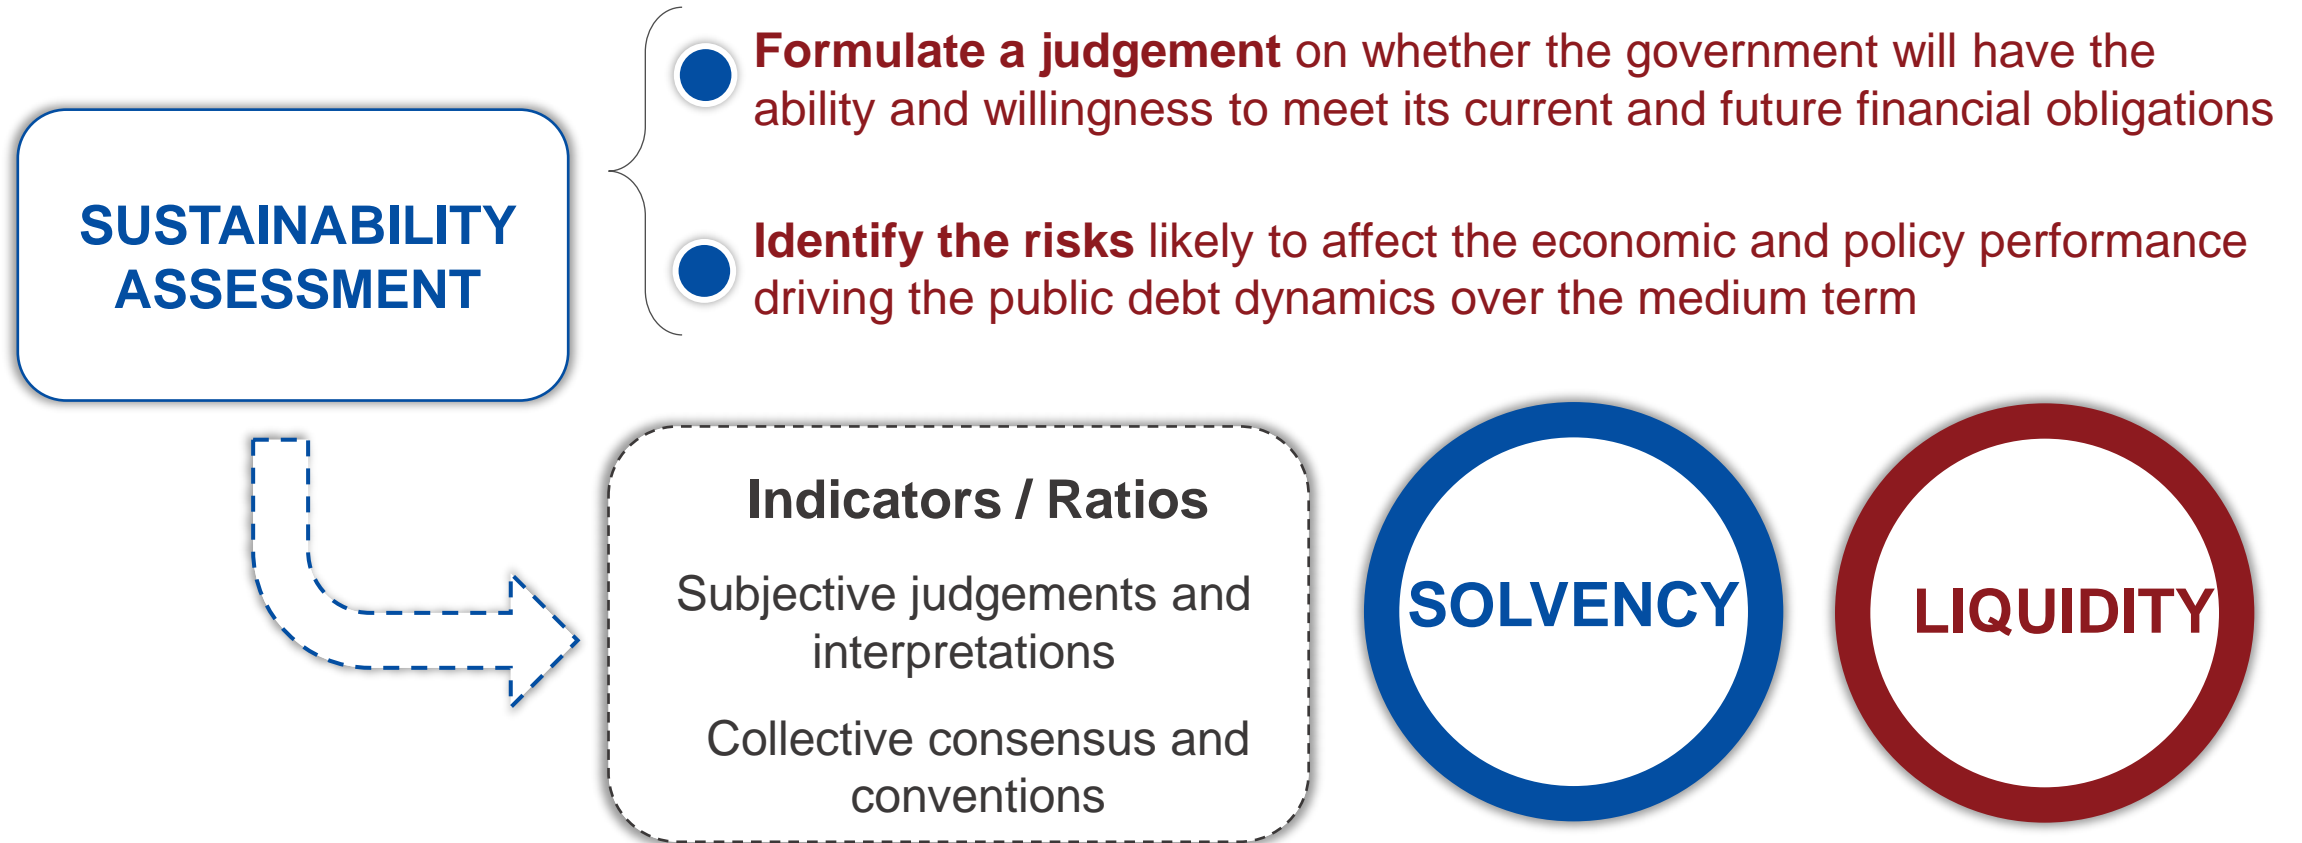 SUSTAINABILITY
ASSESSMENT
Formulate a judgement on whether the government will have the
ability and willingness to meet its current and future financial obligations
Identify the risks likely to affect the economic and policy performance
driving the public debt dynamics over the medium term
Indicators / Ratios
Subjective judgements and
interpretations
Collective consensus and
conventions
SOLVENCY
LIQUIDITY